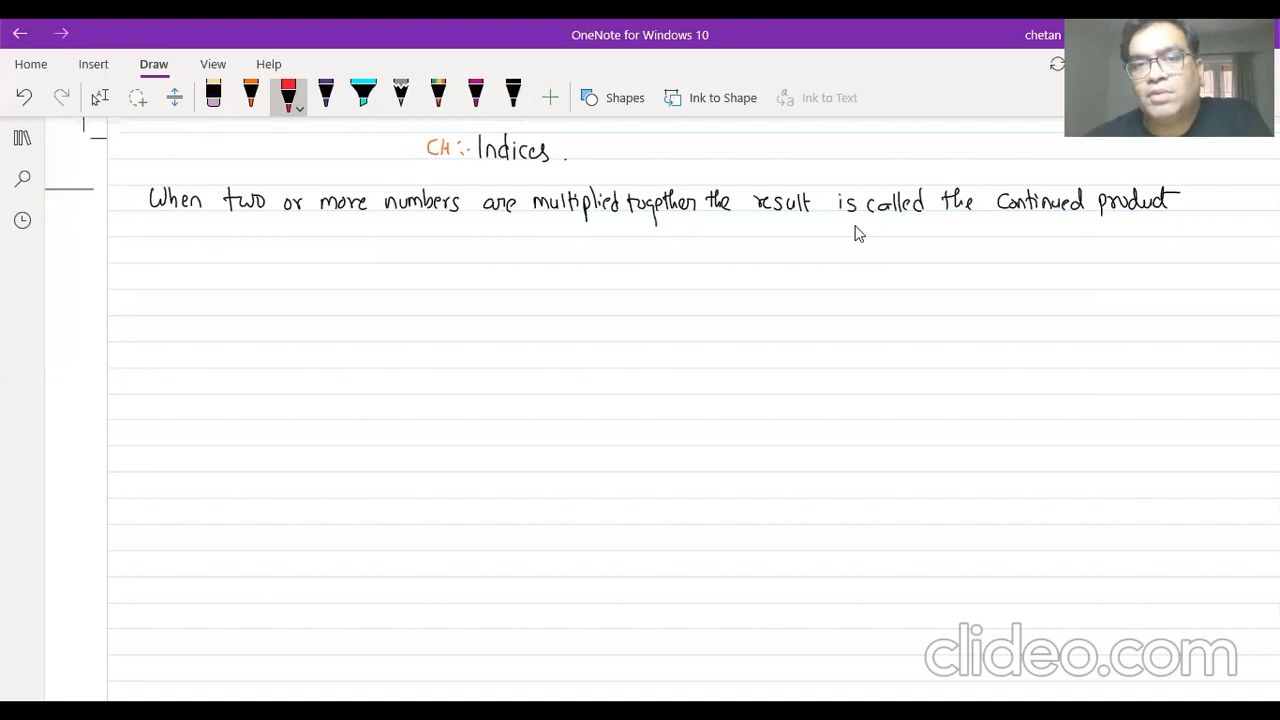 OneNote for Windows 10
chetan
Home Insert Draw View Help
Shapes Ink to Shape Ink to Text
CH :- Indices .
When two or more numbers are multiplied together the result is called the Continued product
clideo.com